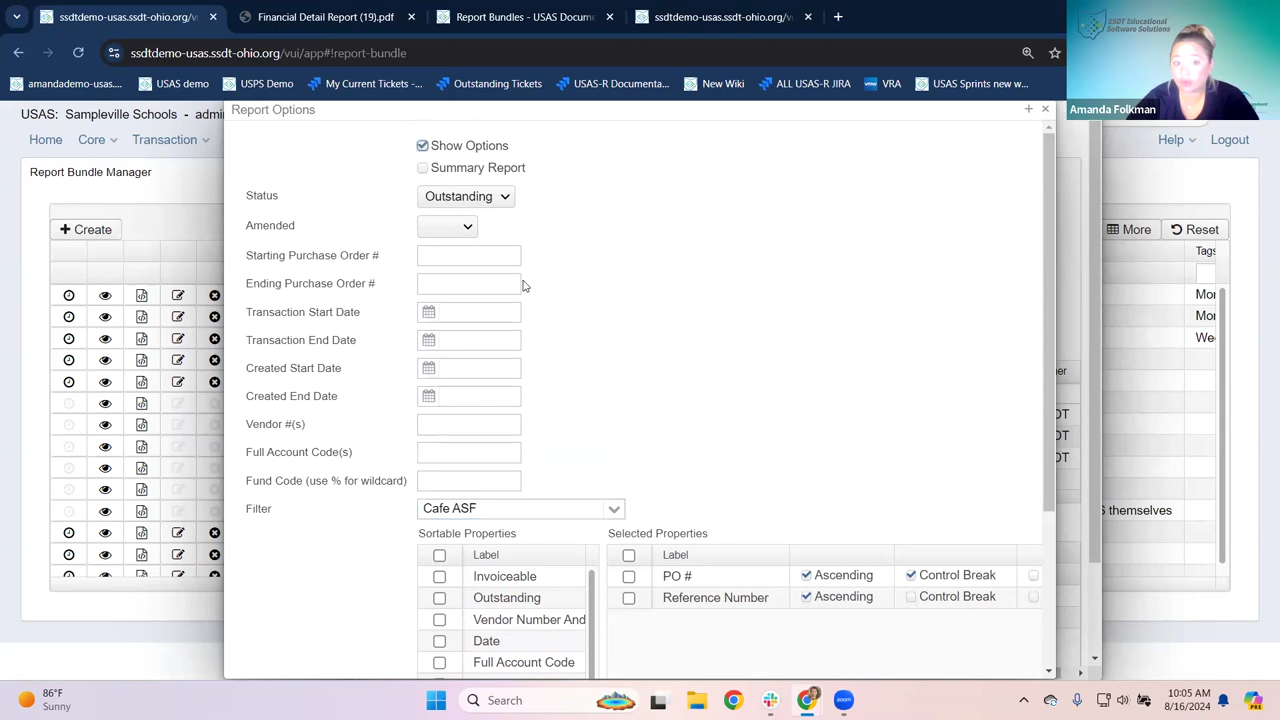 ssdtdemo-usas.ssdt-ohio.org/v
Financial Detail Report (19).pdf
Report Bundles - USAS Docume
ssdtdemo-usas.ssdt-ohio.org/v
SSDT Educational
Software Solutions
ssdtdemo-usas.ssdt-ohio.org/vui/app#!report-bundle
amandademo-usas.ss...
USAS demo
USPS Demo
My Current Tickets -...
Outstanding Tickets
USAS-R Documenta...
New Wiki
ALL USAS-R JIRA
vmw
VRA
USAS Sprints new w...
Amanda Folkman
USAS: Sampleville Schools - admi
Report Options
Home
Core
Transaction
Help
Logout
Report Bundle Manager
Show Options
Summary Report
Status
Outstanding
Create
Amended
More
Reset
Starting Purchase Order #
Tags
Ending Purchase Order #
Mor
Transaction Start Date
Mor
Transaction End Date
Wee
Created Start Date
Created End Date
Vendor #(s)
DT
DT
Full Account Code(s)
DT
Fund Code (use % for wildcard)
Filter
Cafe ASF
S themselves
Sortable Properties
Selected Properties
Label
Label
Invoiceable
PO #
Ascending
Control Break
Outstanding
Reference Number
Ascending
Control Break
Vendor Number And
Date
Full Account Code
86°F
Sunny
Search
10:05 AM
8/16/2024
PRE